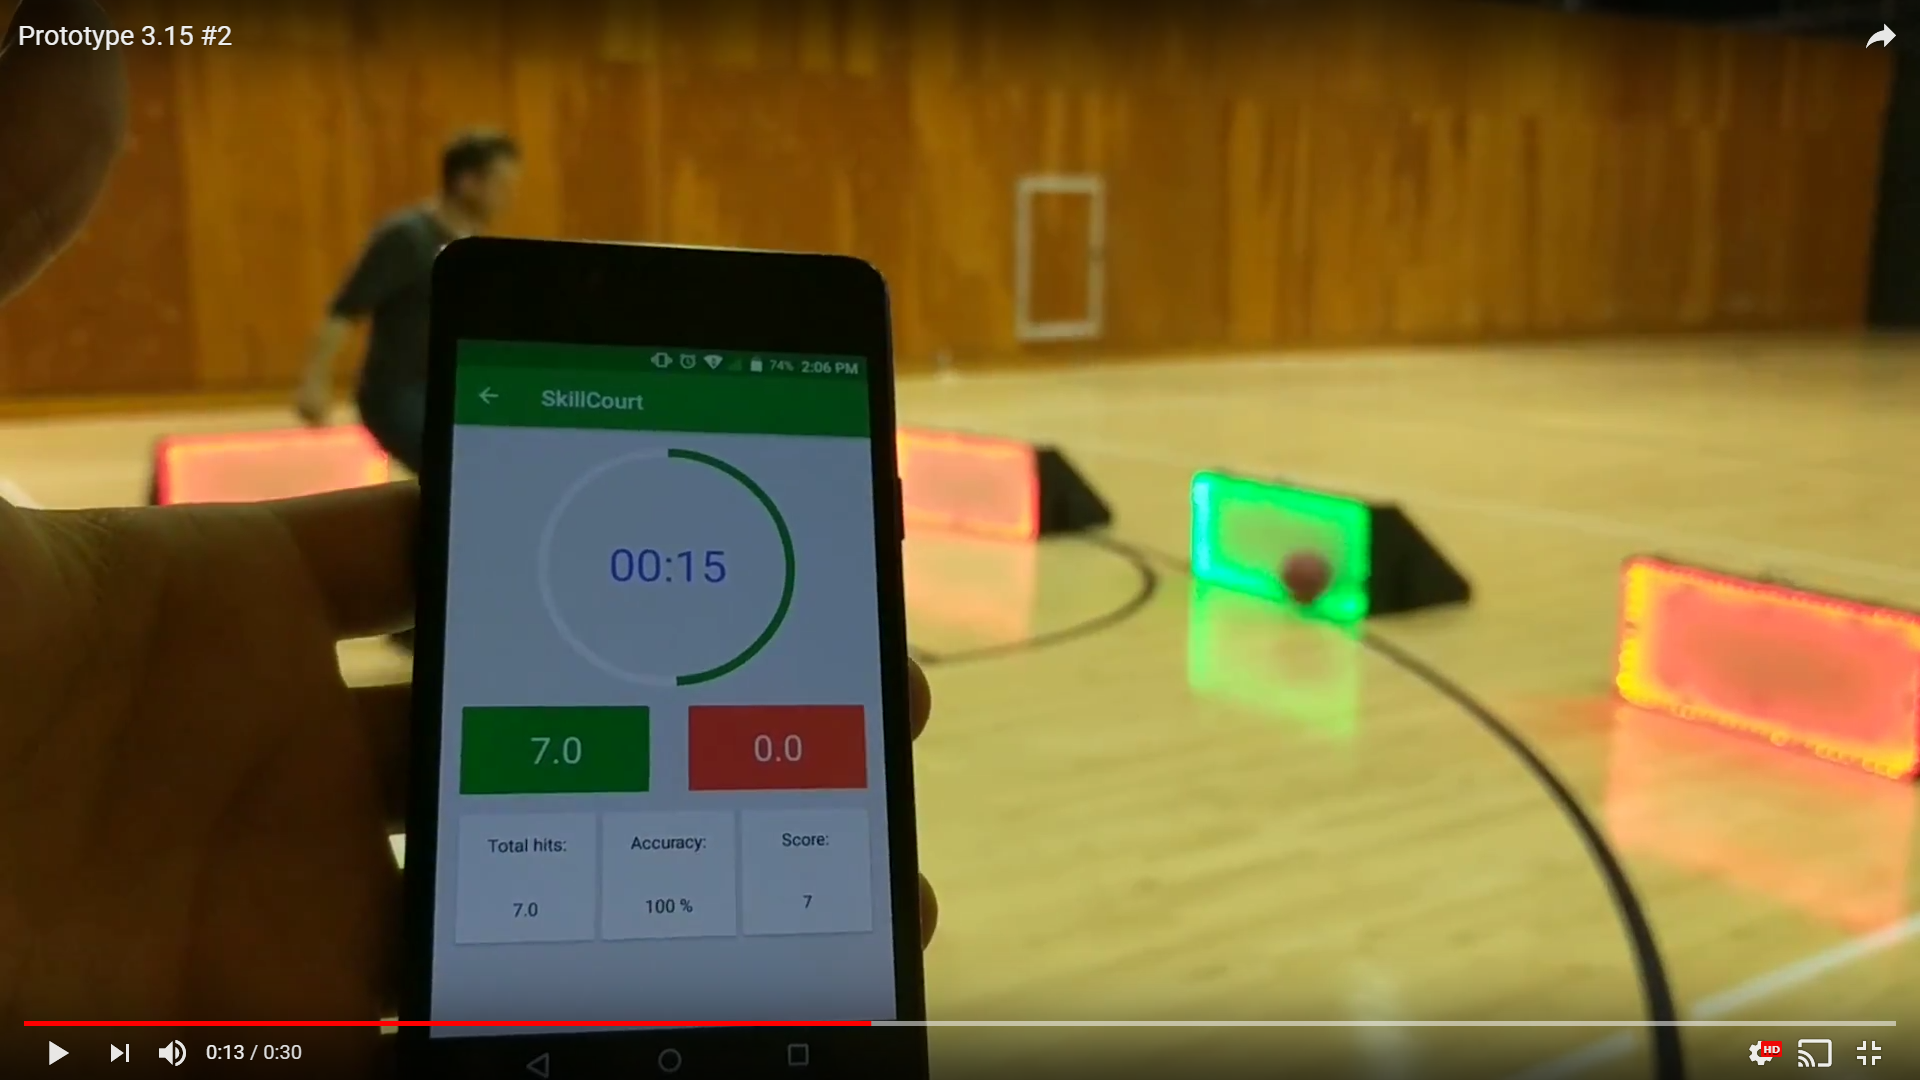 Prototype 3.15 #2
74% 2:06 PM
SkillCourt
00:15
7.0 0.0
Total hits: Accuracy: Score:
7.0 100 % 7
0:13 / 0:30
HD